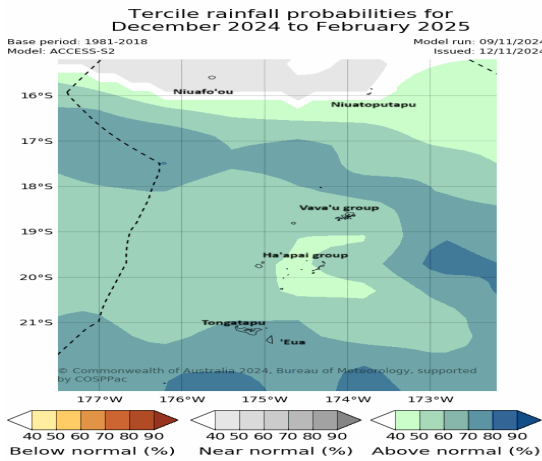 Tercile rainfall probabilities for
December 2024 to February 2025
Base period: 1981-2018
Model: ACCESS-S2
Model run: 09/11/2024
Issued: 12/11/2024
16°S
17°S
18°S
19°S
20°S
21°S
Niuafo'ou
Niuatoputapu
Vava'u group
Ha'apai group
Tongatapu
'Eua
© Commonwealth of Australia 2024, Bureau of Meteorology, supported
by COSPPac
177°W 176°W 175°W 174°W 173°W
40 50 60 70 80 90
Below normal (%)
40 50 60 70 80 90
Near normal (%)
40 50 60 70 80 90
Above normal (%)